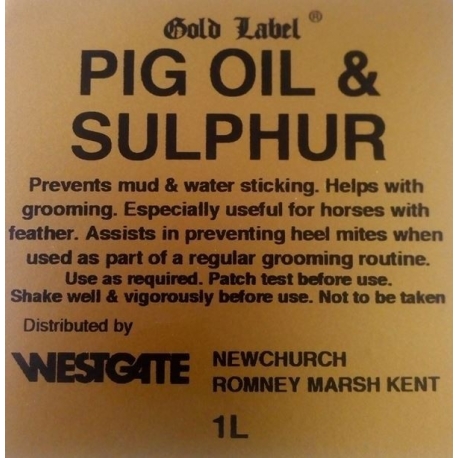 Gold Label ®
PIG OIL &
SULPHUR
Prevents mud & water sticking. Helps with
grooming. Especially useful for horses with
feather. Assists in preventing heel mites when
used as part of a regular grooming routine.
Use as required. Patch test before use.
Shake well & vigorously before use. Not to be taken
Distributed by
WESTGATE NEWCHURCH
ROMNEY MARSH KENT
1L